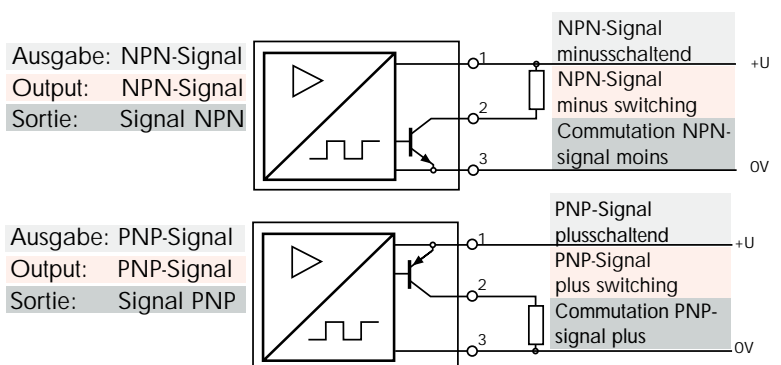 Ausgabe: NPN-Signal
Output: NPN-Signal
Sortie: Signal NPN
1
2
3
NPN-Signal
minusschaltend
NPN-Signal
minus switching
Commutation NPN-
signal moins
+U
0V
Ausgabe: PNP-Signal
Output: PNP-Signal
Sortie: Signal PNP
1
2
3
PNP-Signal
plusschaltend
PNP-Signal
plus switching
Commutation PNP-
signal plus
+U
0V